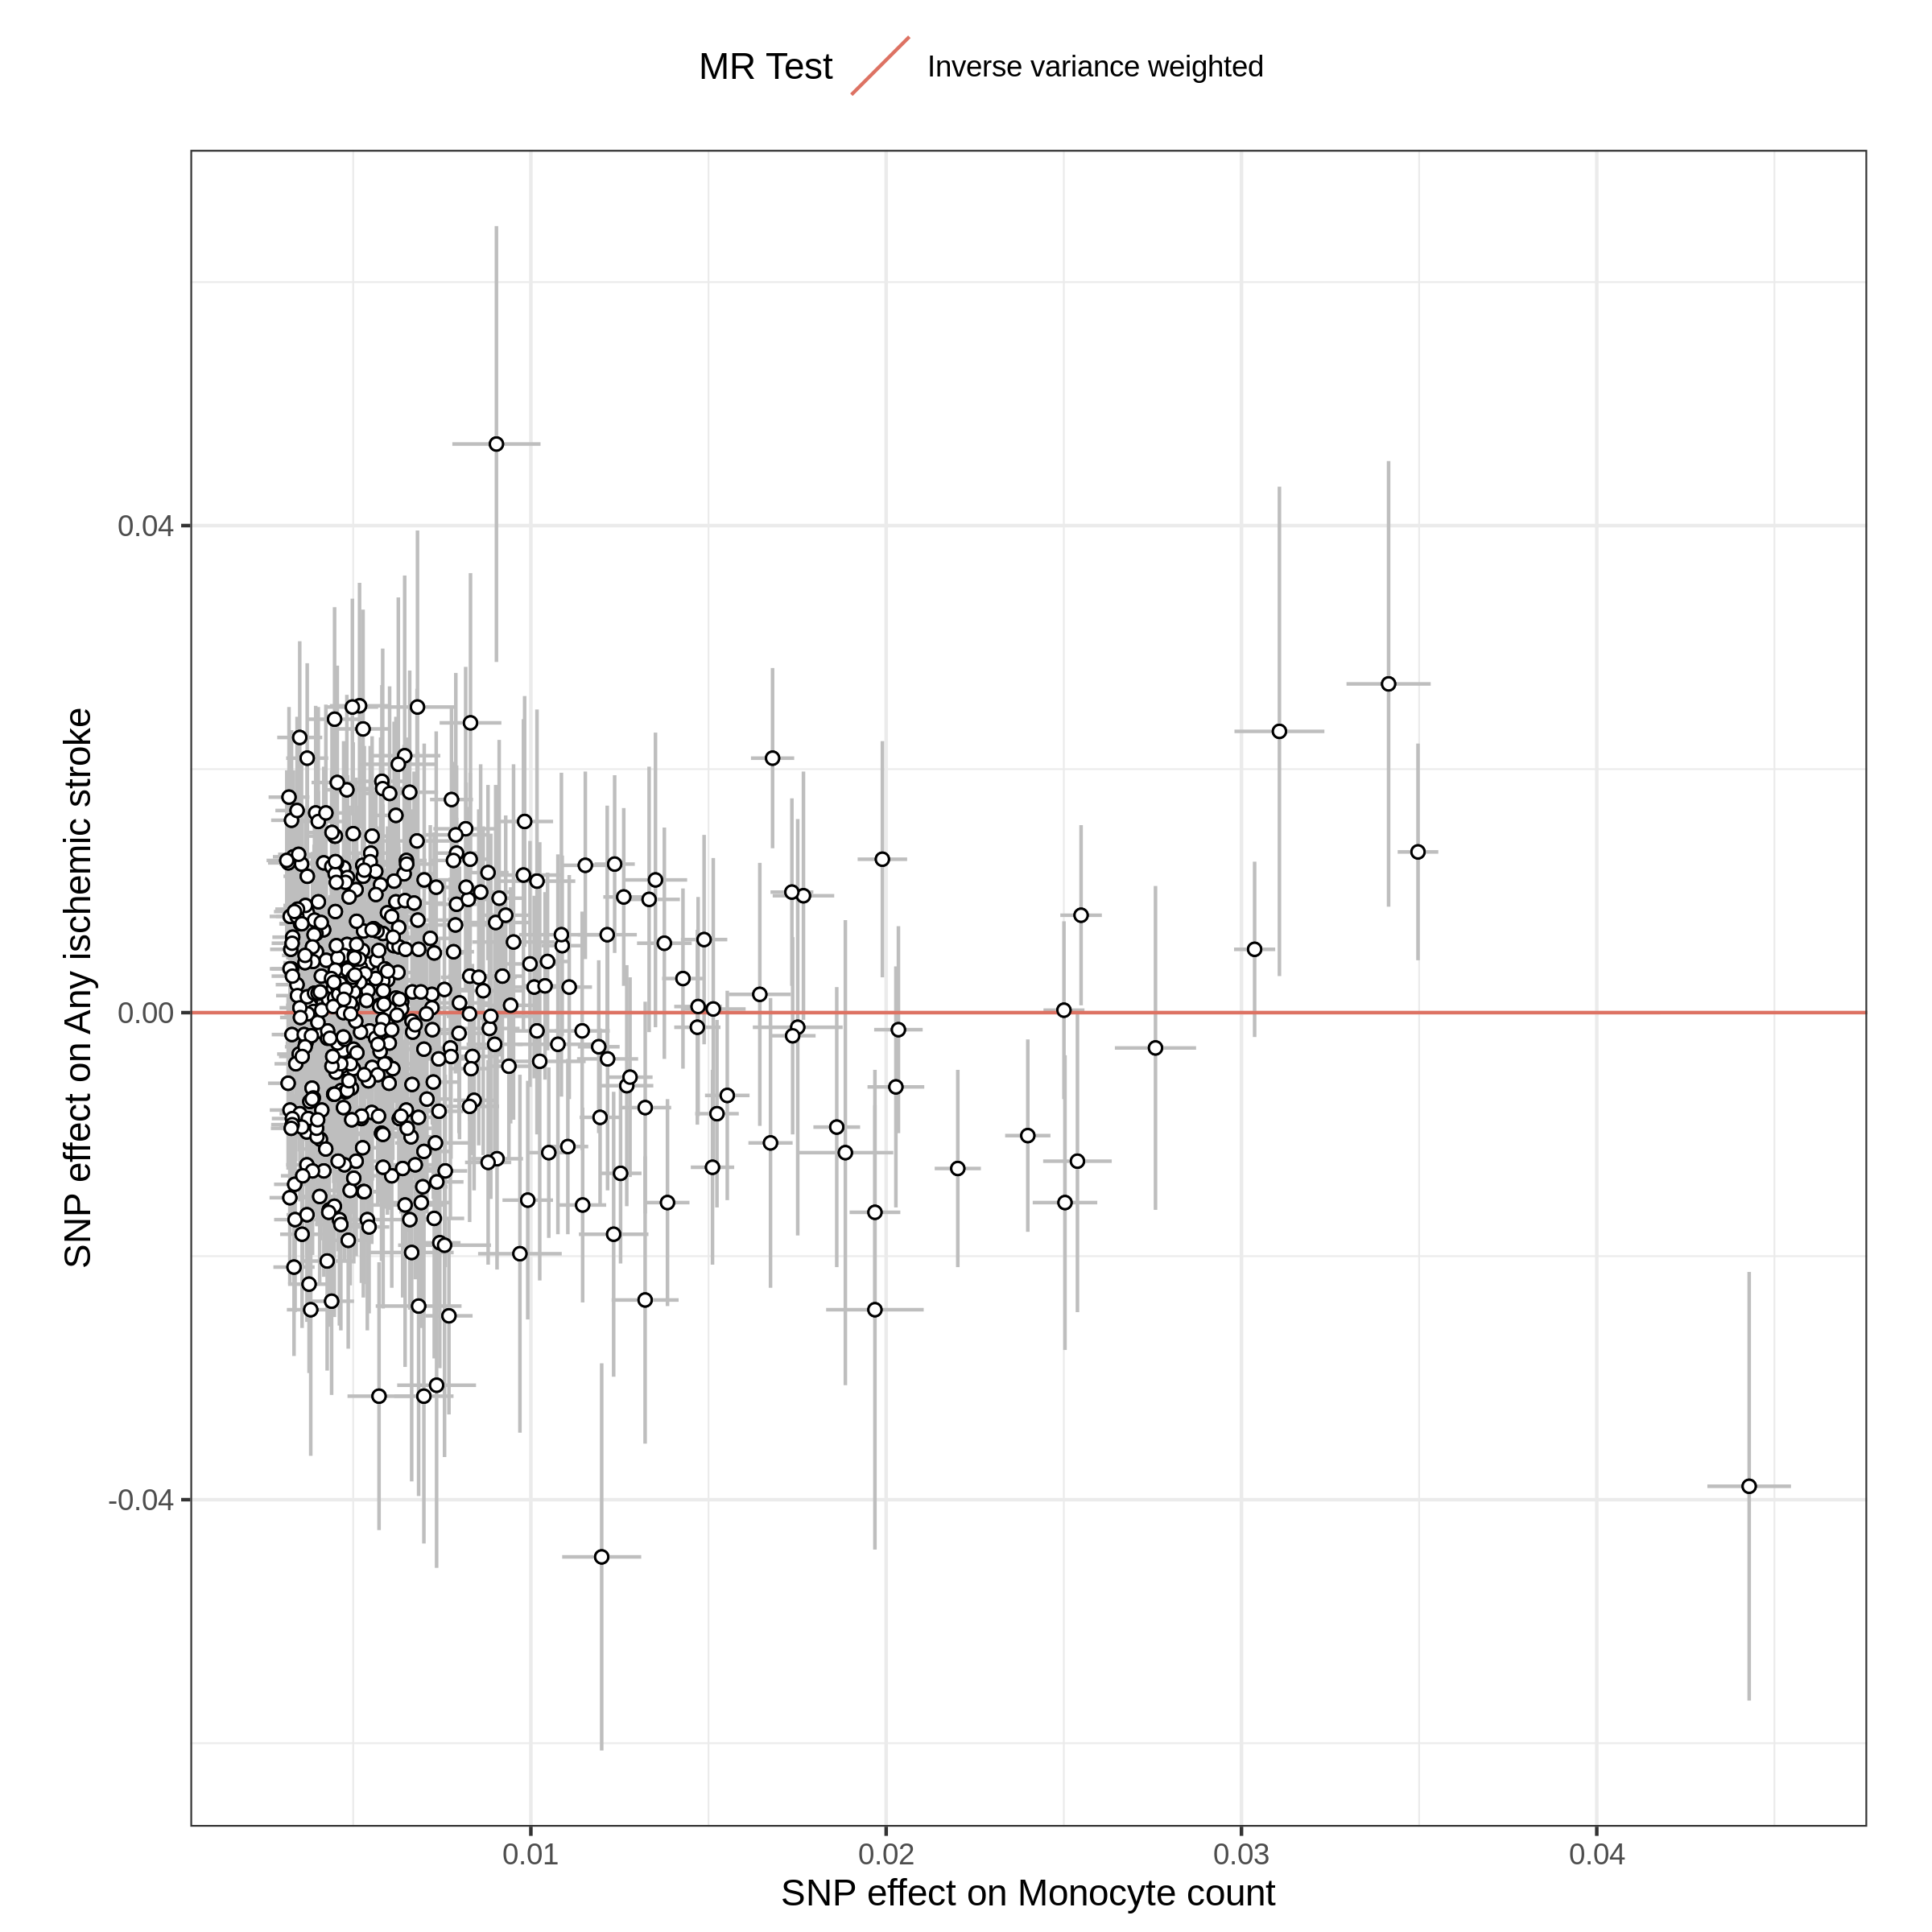 MR Test
Inverse variance weighted
SNP effect on Any ischemic stroke
0.04
0.00
-0.04
0.01
0.02
0.03
0.04
SNP effect on Monocyte count